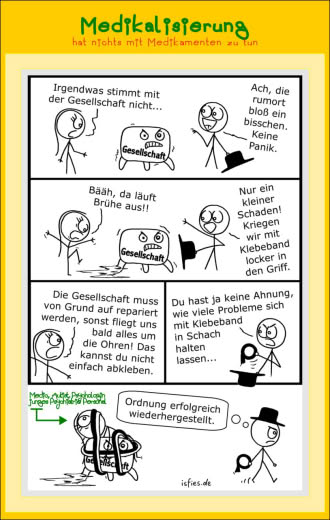 Medikalisierung
hat nichts mit Medikamenten zu tun
Irgendwas stimmt mit
der Gesellschaft nicht...
Ach, die
rumort
bloß ein
bisschen.
Keine
Panik.
Gesellschaft
Bääh, da läuft
Brühe aus!!
Nur ein
kleiner
Schaden!
Kriegen
wir mit
Klebeband
locker in
den Griff.
Gesellschaft
Die Gesellschaft muss
von Grund auf repariert
werden, sonst fliegt uns
bald alles um
die Ohren! Das
kannst du nicht
einfach abkleben.
Du hast ja keine Ahnung,
wie viele Probleme sich
mit Klebeband
in Schach
halten
lassen...
Ordnung erfolgreich
wiederhergestellt.
isfies.de